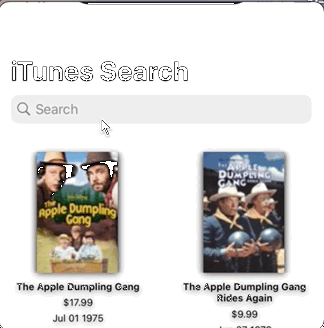 iTunes Search
Search
The
Apple Dumpling
Gang
THE APPLE
DUMPLING
GANG
The Apple Dumpling Gang
$17.99
Jul 01 1975
The Apple Dumpling Gang
Rides Again
$9.99